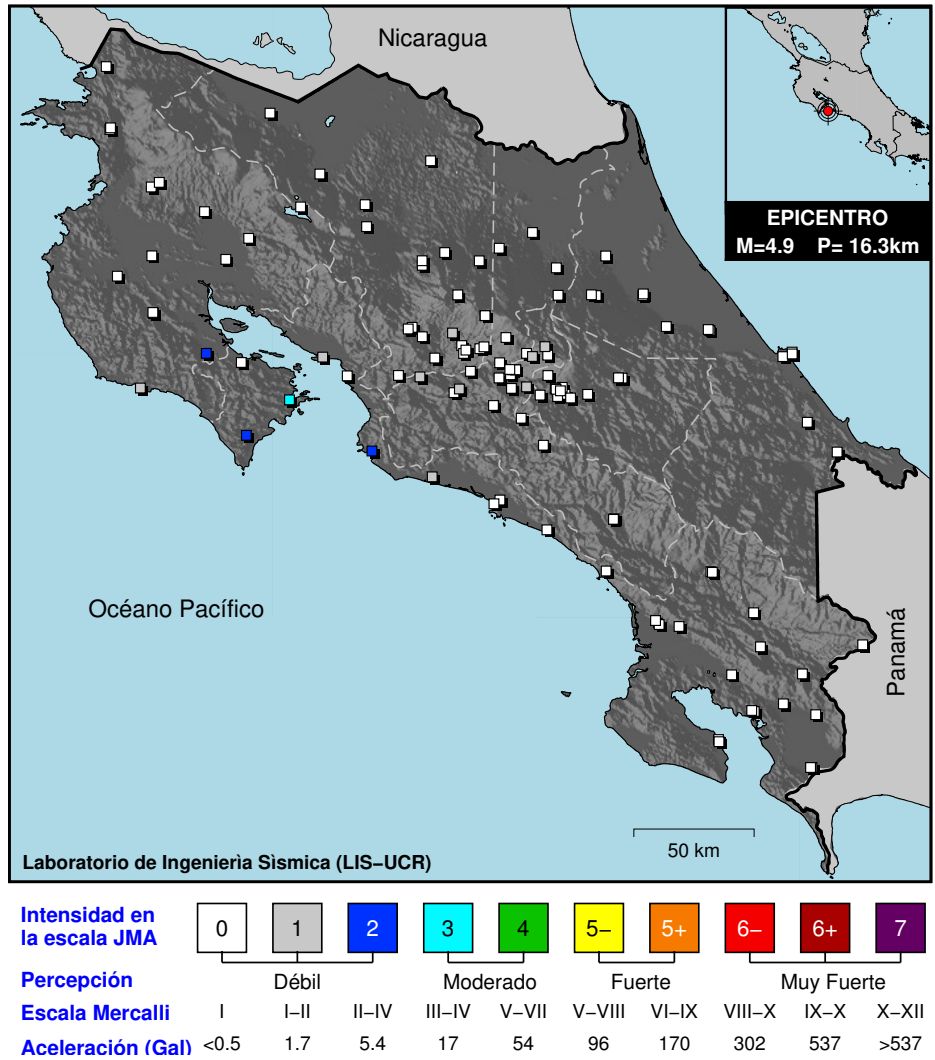 Nicaragua
EPICENTRO
M=4.9 P= 16.3km
Océano Pacífico
Panamá
50 km
Laboratorio de Ingenierìa Sìsmica (LIS–UCR)
Intensidad en
la escala JMA
0 1 2 3 4 5− 5+ 6− 6+ 7
Percepción Débil Moderado Fuerte Muy Fuerte
Escala Mercalli I I–II II–IV III–IV V–VII V–VIII VI–IX VIII–X IX–X X–XII
Aceleración (Gal) <0.5 1.7 5.4 17 54 96 170 302 537 >537